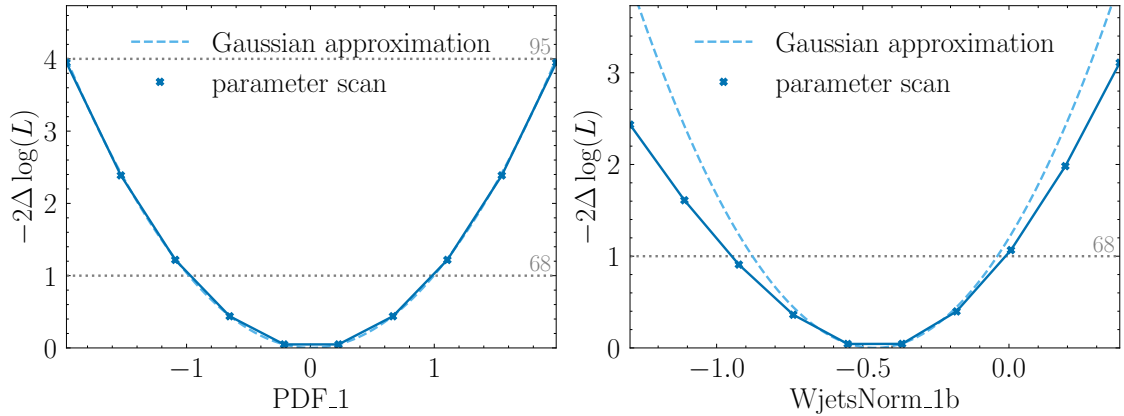 Gaussian approximation
parameter scan
95
68
4
3
2
1
0
−2Δ log(L)
−1
0
1
PDF_1
Gaussian approximation
parameter scan
68
3
2
1
0
−2Δ log(L)
−1.0
−0.5
0.0
WjetsNorm_1b